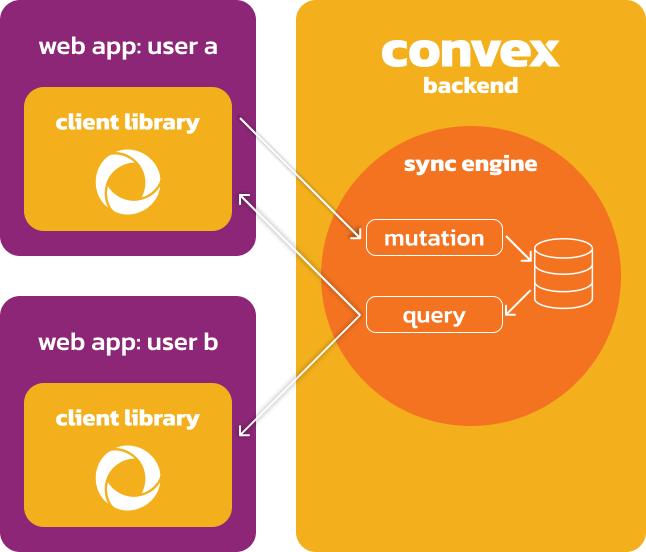 web app: user a
client library
convex
backend
sync engine
mutation
query
web app: user b
client library